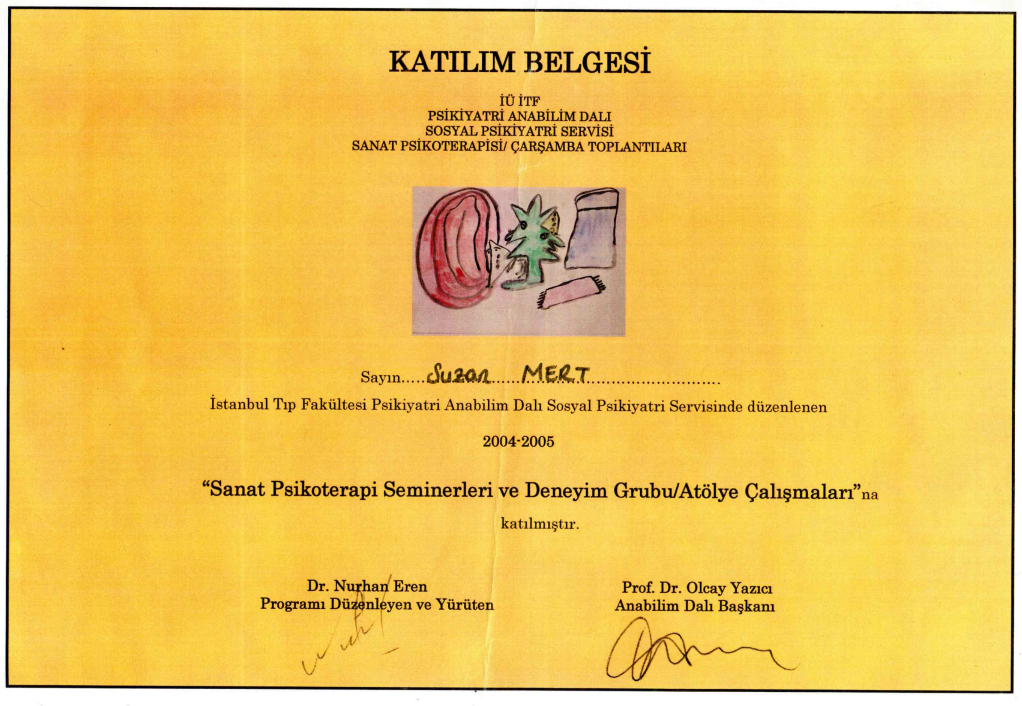 KATILIM BELGESİ
İÜ İTF
PSİKİYATRİ ANABİLİM DALI
SOSYAL PSİKİYATRİ SERVİSİ
SANAT PSİKOTERAPİSİ/ ÇARŞAMBA TOPLANTILARI
Sayın.....Suzan......MERT..............................
İstanbul Tıp Fakültesi Psikiyatri Anabilim Dalı Sosyal Psikiyatri Servisinde düzenlenen
2004-2005
“Sanat Psikoterapi Seminerleri ve Deneyim Grubu/Atölye Çalışmaları”na
katılmıştır.
Dr. Nurhan Eren
Programı Düzenleyen ve Yürüten
Prof. Dr. Olcay Yazıcı
Anabilim Dalı Başkanı